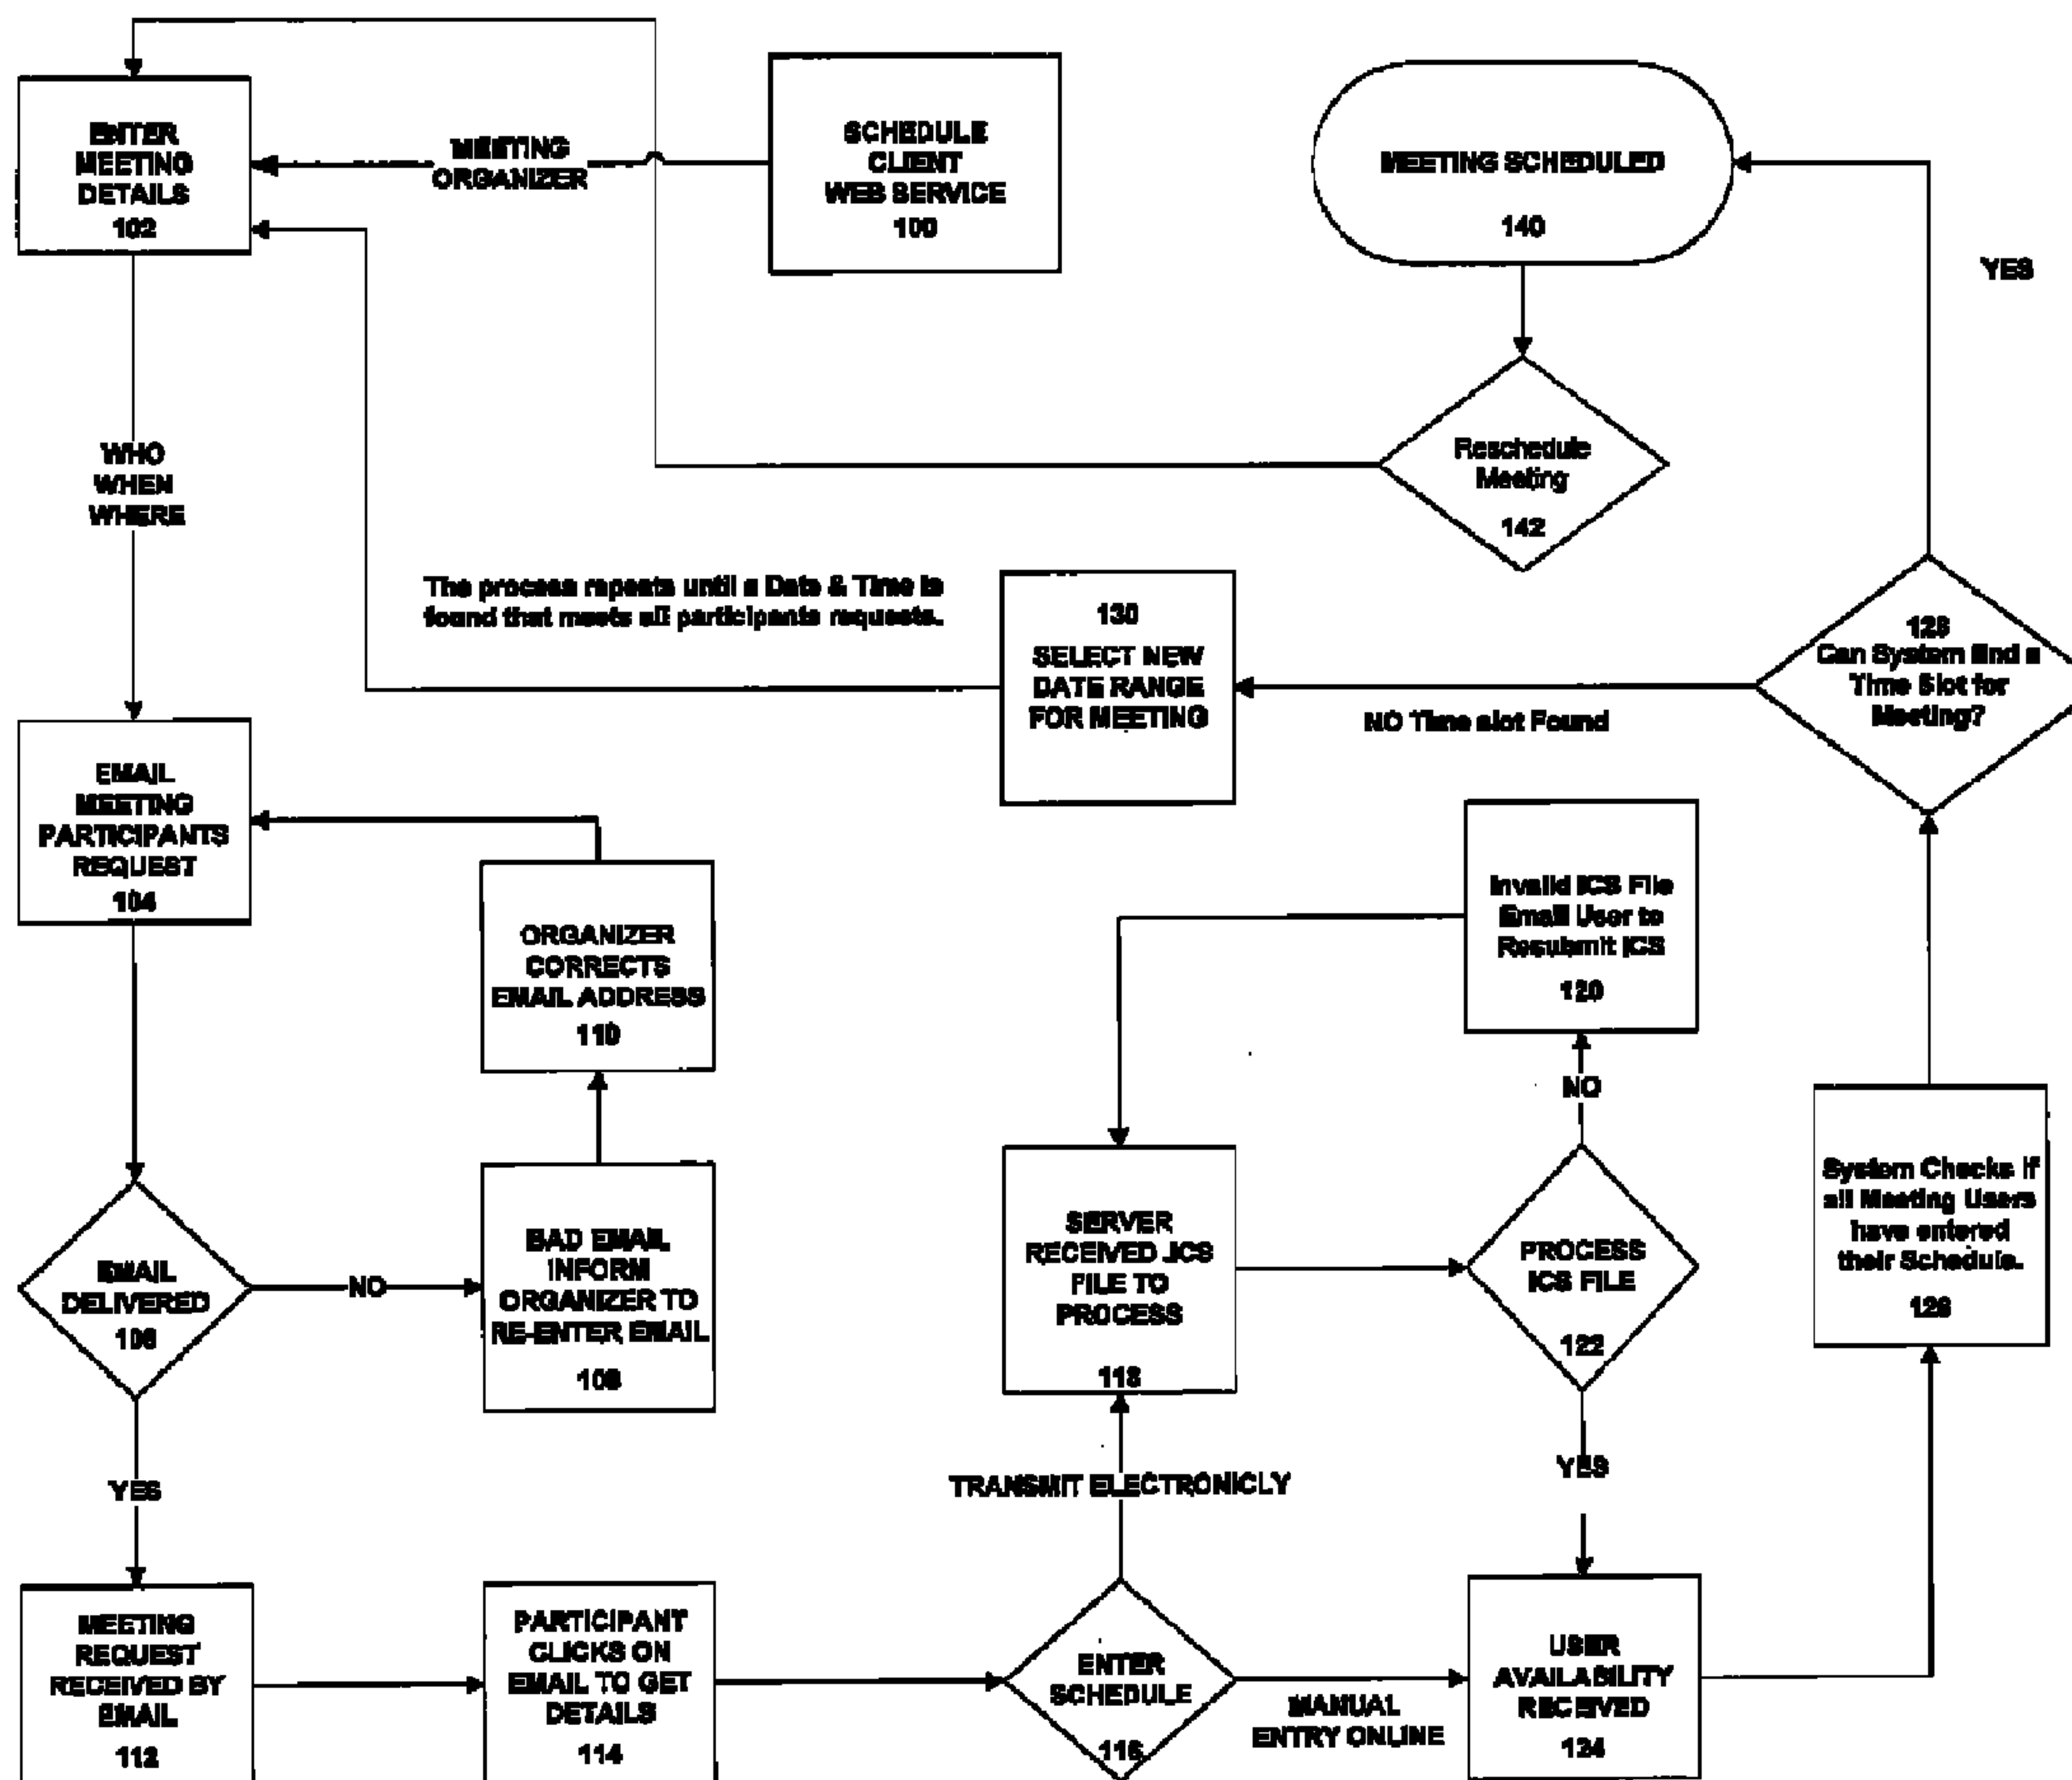 ENTER
MEETING
DETAILS
102
MEETING
ORGANIZER
SCHEDULE
CLIENT
WEB SERVICE
100
MEETING SCHEDULED
140
YES
WHO
WHEN
WHERE
Reschedule
Meeting
142
The process repeats until a Date & Time is
found that meets all participants requests.
130
SELECT NEW
DATE RANGE
FOR MEETING
NO Time slot Found
128
Can System find a
Time Slot for
Meeting?
EMAIL
MEETING
PARTICIPANTS
REQUEST
104
ORGANIZER
CORRECTS
EMAIL ADDRESS
110
Invalid ICS File
Email User to
Resubmit ICS
120
NO
EMAIL
DELIVERED
106
NO
BAD EMAIL
INFORM
ORGANIZER TO
RE-ENTER EMAIL
108
SERVER
RECEIVED .ICS
FILE TO
PROCESS
118
PROCESS
ICS FILE
122
System Checks if
all Meeting Users
have entered
their Schedule.
126
YES
TRANSMIT ELECTRONICLY
YES
MEETING
REQUEST
RECEIVED BY
EMAIL
112
PARTICIPANT
CLICKS ON
EMAIL TO GET
DETAILS
114
ENTER
SCHEDULE
116
MANUAL
ENTRY ONLINE
USER
AVAILABILITY
RECEIVED
124